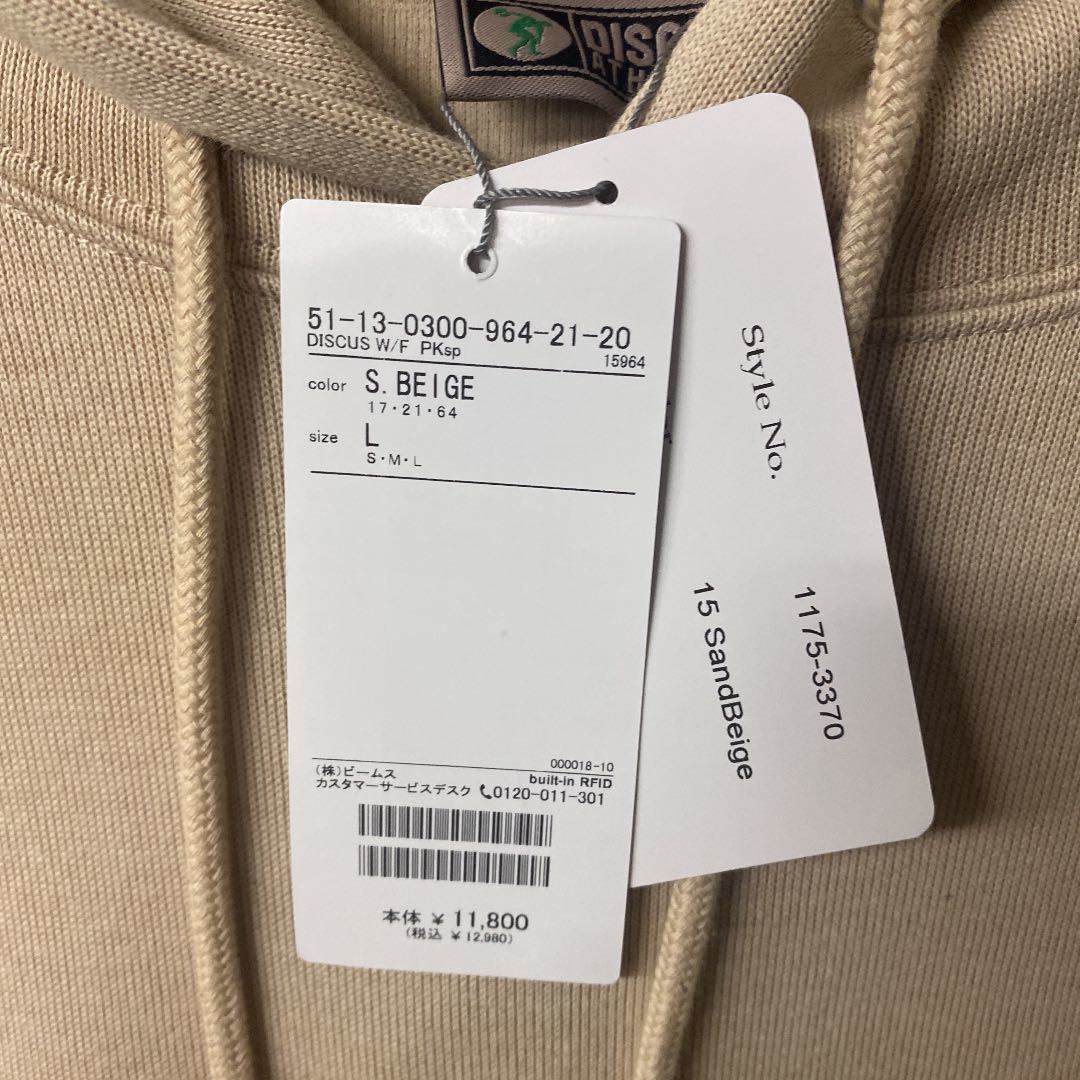 DISC
ATH
51-13-0300-964-21-20
DISCUS W/F PKsp 15964
color S. BEIGE
17・21・64
size L
S・M・L
000018-10
(株)ビームス built-in RFID
カスタマーサービスデスク 0120-011-301
本体 ¥ 11,800
(税込 ¥ 12,980)
Style No.
1175-3370
15 SandBeige